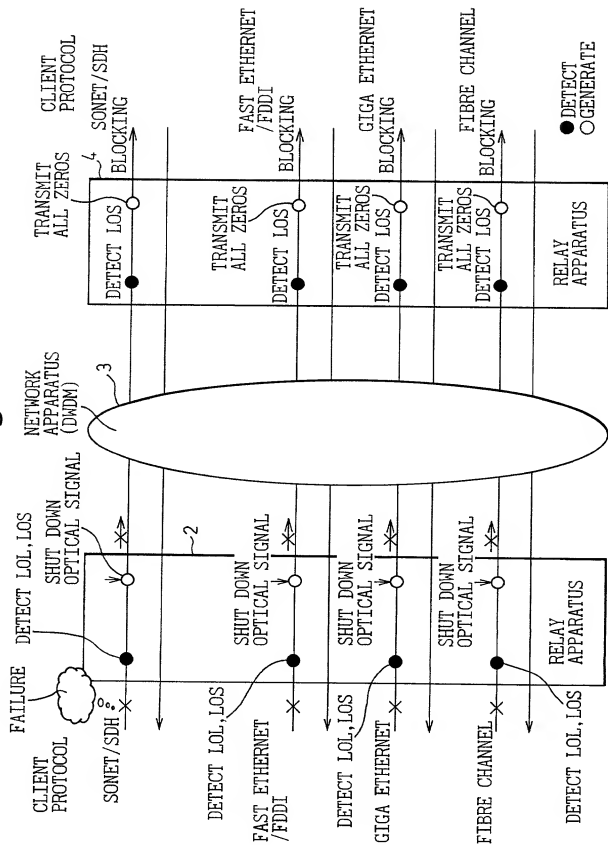 CLIENT
PROTOCOL
FAILURE
DETECT LOL,LOS
SHUT DOWN
OPTICAL SIGNAL
NETWORK
APPARATUS
(DWDM)
3
TRANSMIT
ALL ZEROS
4
CLIENT
PROTOCOL
SONET/SDH
2
DETECT LOS
SONET/SDH
BLOCKING
DETECT LOL,LOS
FAST ETHERNET
/FDDI
SHUT DOWN
OPTICAL SIGNAL
TRANSMIT
ALL ZEROS
DETECT LOS
FAST ETHERNET
/FDDI
BLOCKING
DETECT LOL,LOS
GIGA ETHERNET
SHUT DOWN
OPTICAL SIGNAL
TRANSMIT
ALL ZEROS
DETECT LOS
GIGA ETHERNET
BLOCKING
FIBRE CHANNEL
DETECT LOL,LOS
SHUT DOWN
OPTICAL SIGNAL
TRANSMIT
ALL ZEROS
DETECT LOS
FIBRE CHANNEL
BLOCKING
RELAY
APPARATUS
RELAY
APPARATUS
● DETECT
○ GENERATE